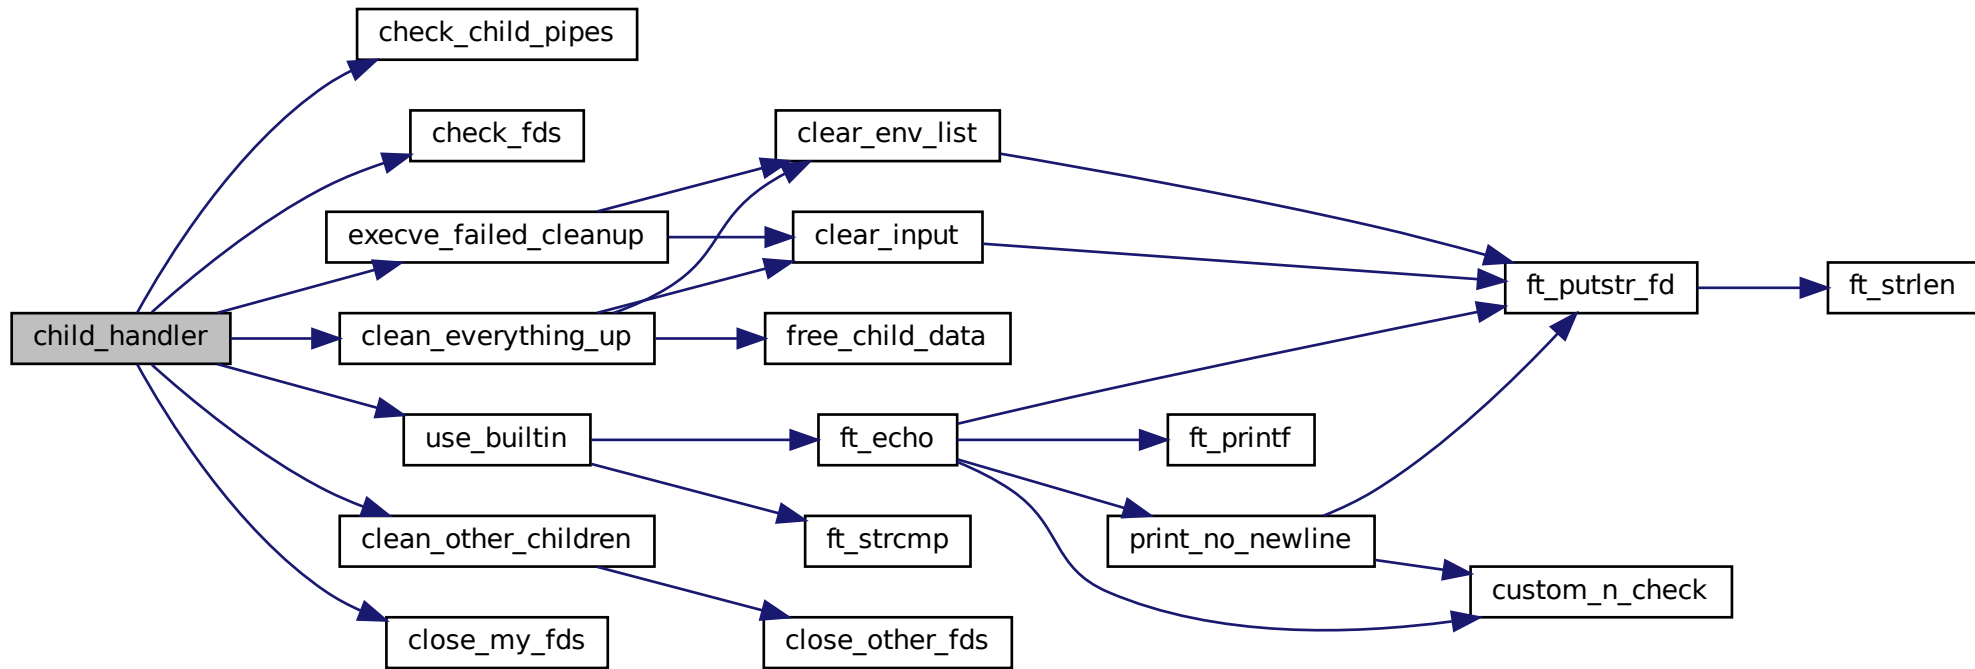 check_child_pipes
check_fds
clear_env_list
execve_failed_cleanup
clear_input
ft_putstr_fd
ft_strlen
child_handler
clean_everything_up
free_child_data
use_builtin
ft_echo
ft_printf
clean_other_children
ft_strcmp
print_no_newline
custom_n_check
close_my_fds
close_other_fds